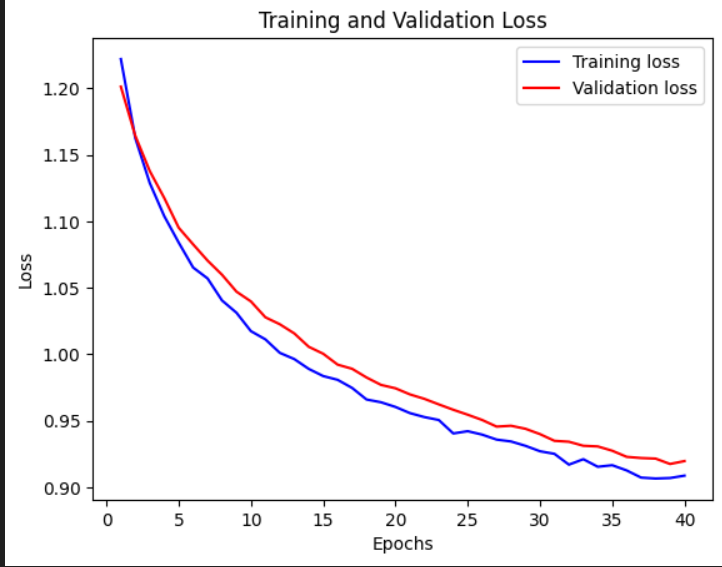 Training and Validation Loss
Training loss
Validation loss
1.20
1.15
1.10
1.05
1.00
0.95
0.90
Loss
0 5 10 15 20 25 30 35 40
Epochs